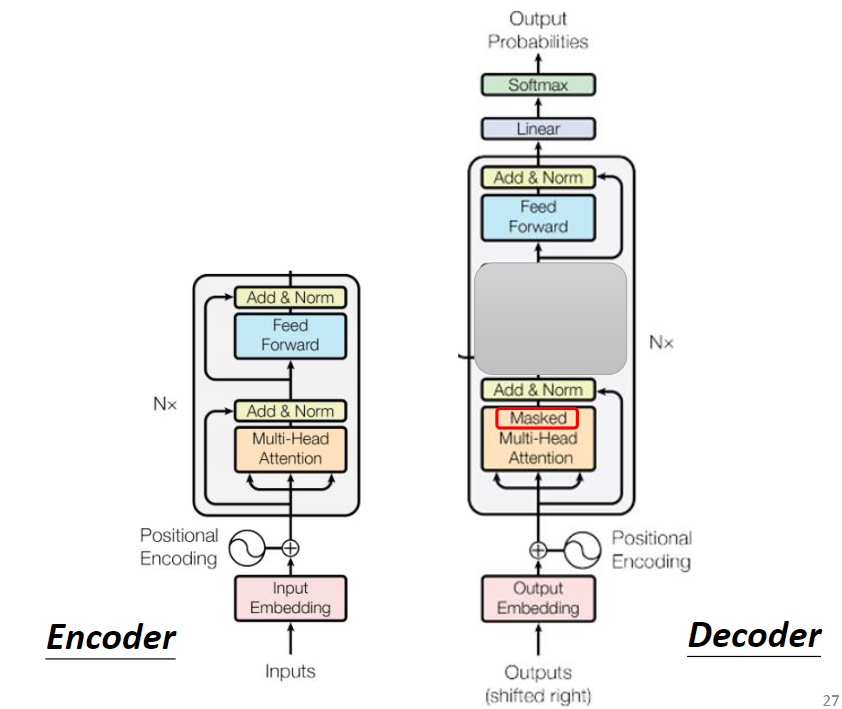 Output
Probabilities
Softmax
Linear
Add & Norm
Feed
Forward
Nx
Add & Norm
Masked
Multi-Head
Attention
Positional
Encoding
Output
Embedding
Outputs
(shifted right)
Decoder
Add & Norm
Feed
Forward
Nx
Add & Norm
Multi-Head
Attention
Positional
Encoding
Input
Embedding
Inputs
Encoder
27